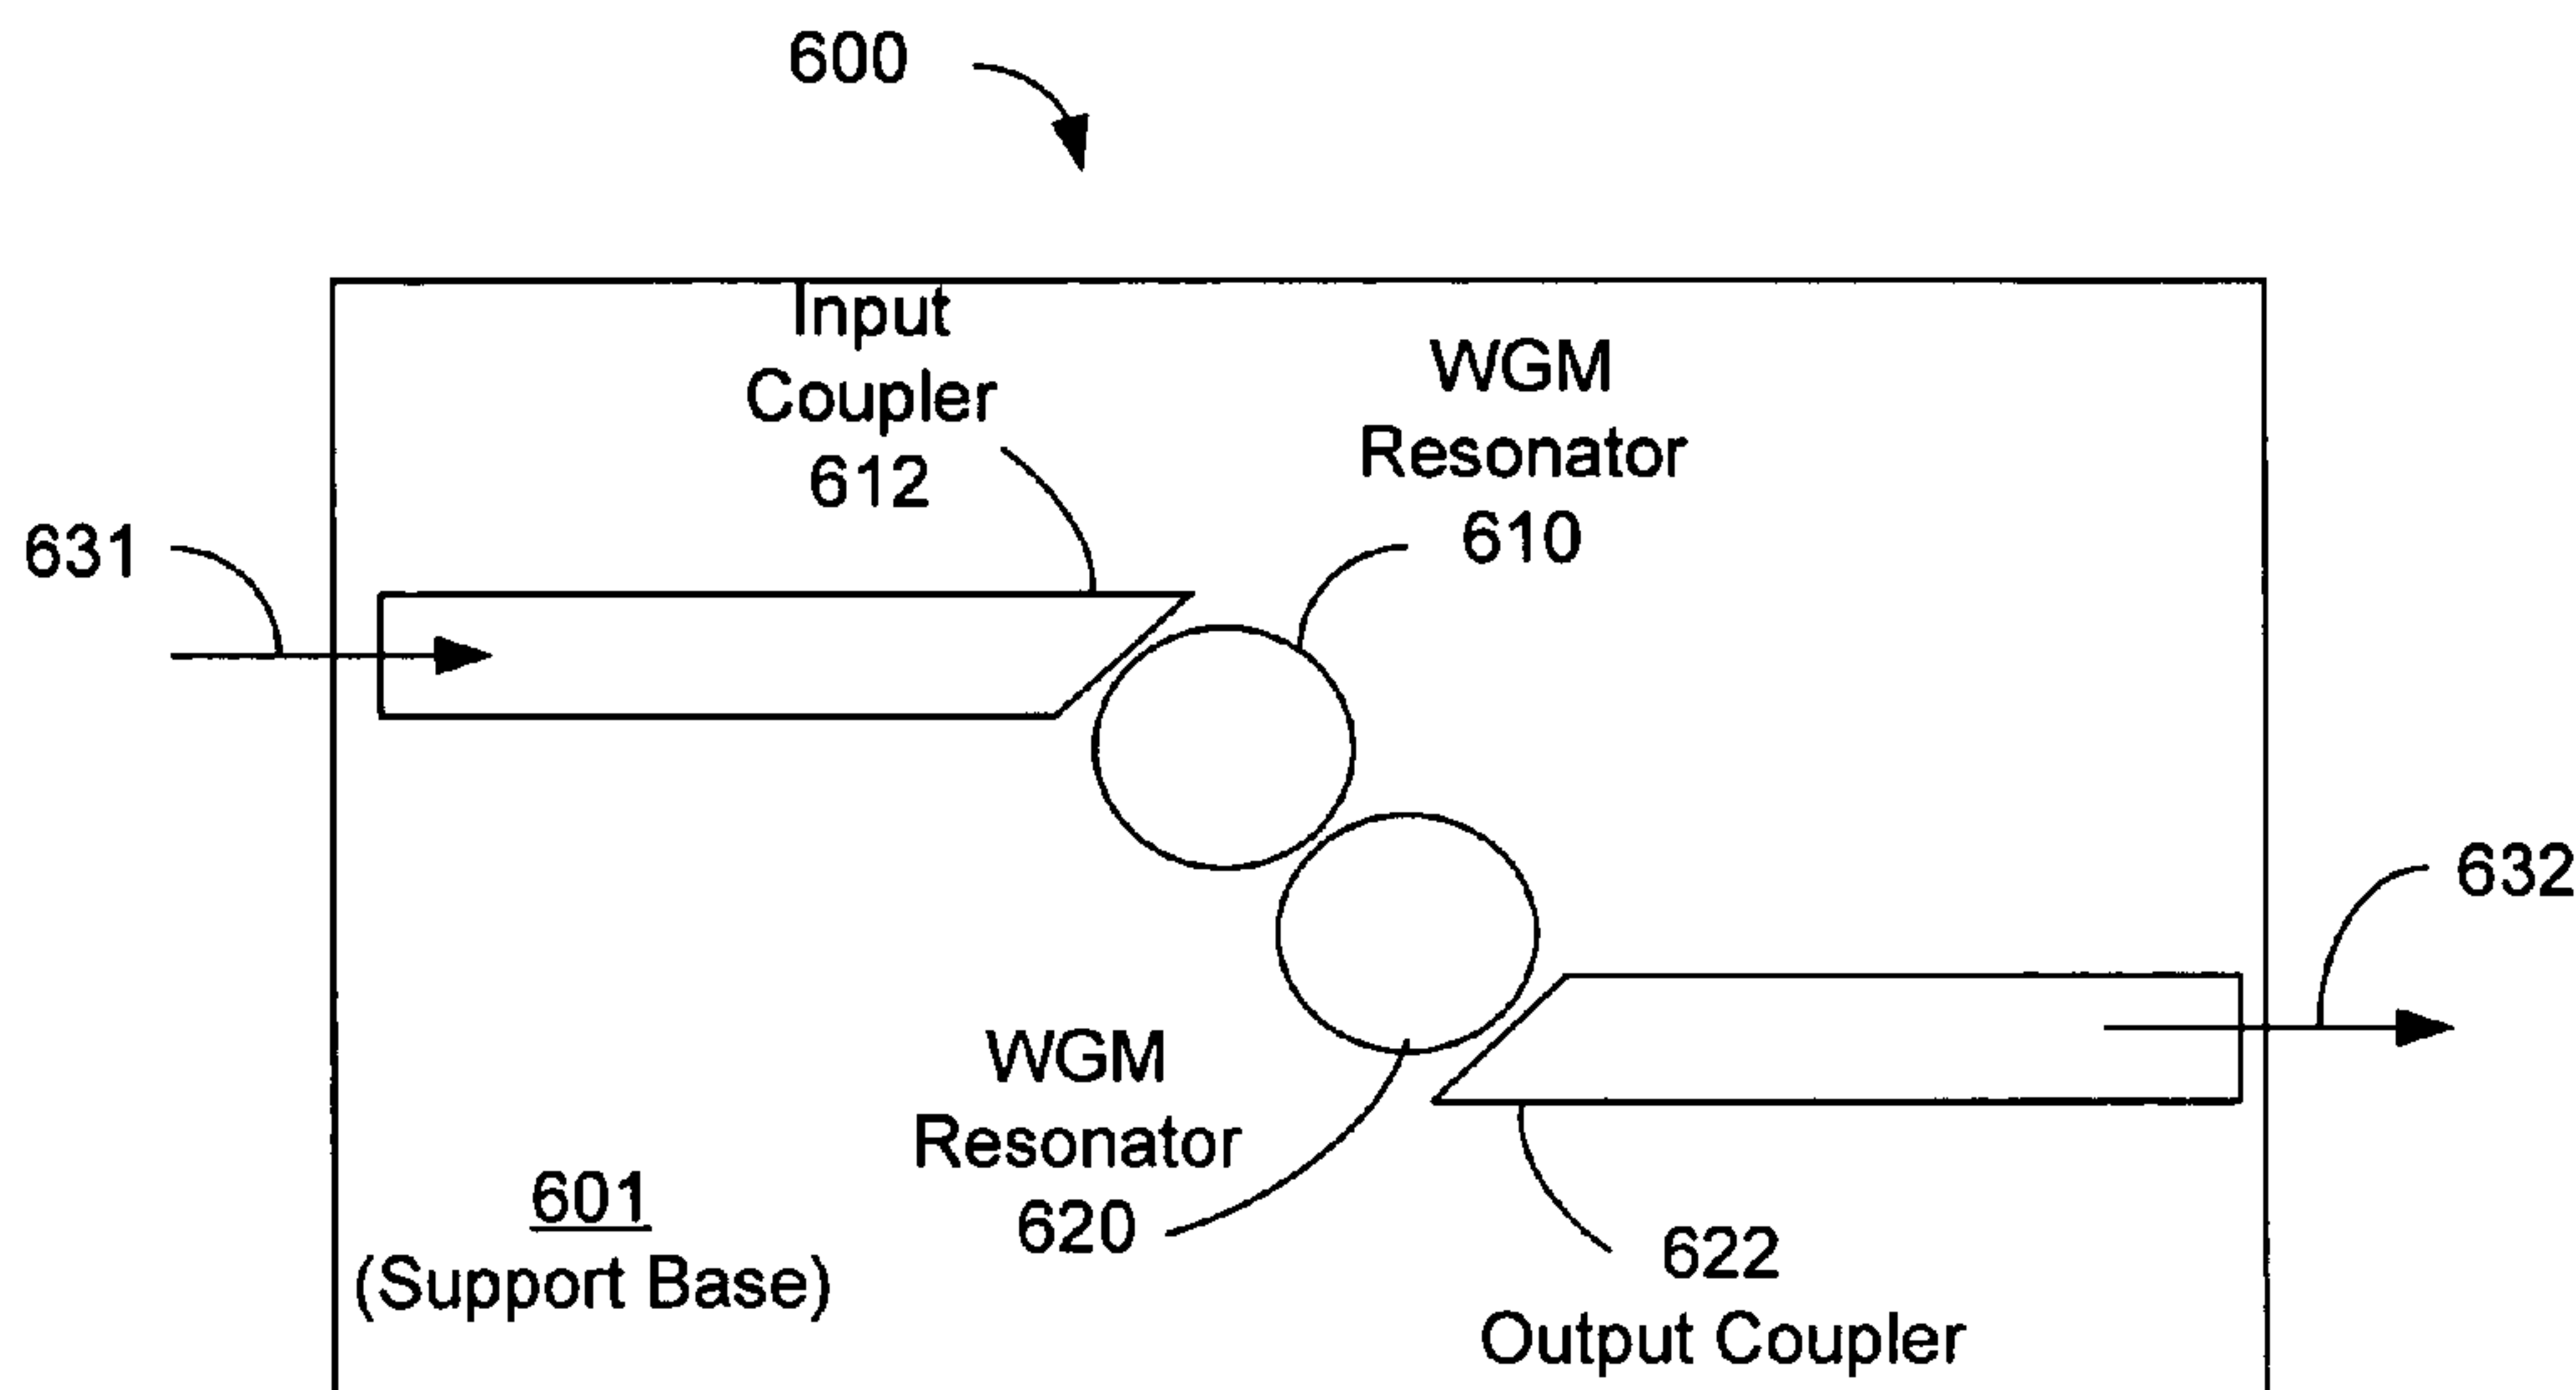 600
Input
Coupler
612
WGM
Resonator
610
631
632
WGM
Resonator
620
601
(Support Base)
622
Output Coupler